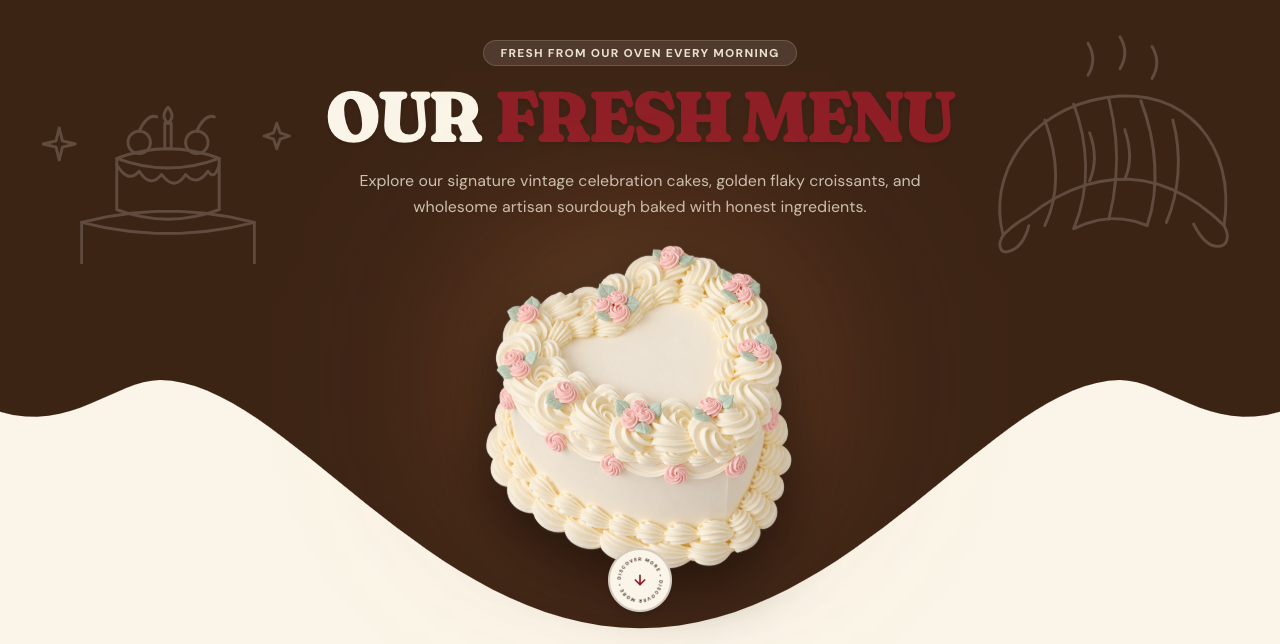 FRESH FROM OUR OVEN EVERY MORNING
OUR FRESH MENU
Explore our signature vintage celebration cakes, golden flaky croissants, and
wholesome artisan sourdough baked with honest ingredients.
DISCOVER MORE • DISCOVER MORE •